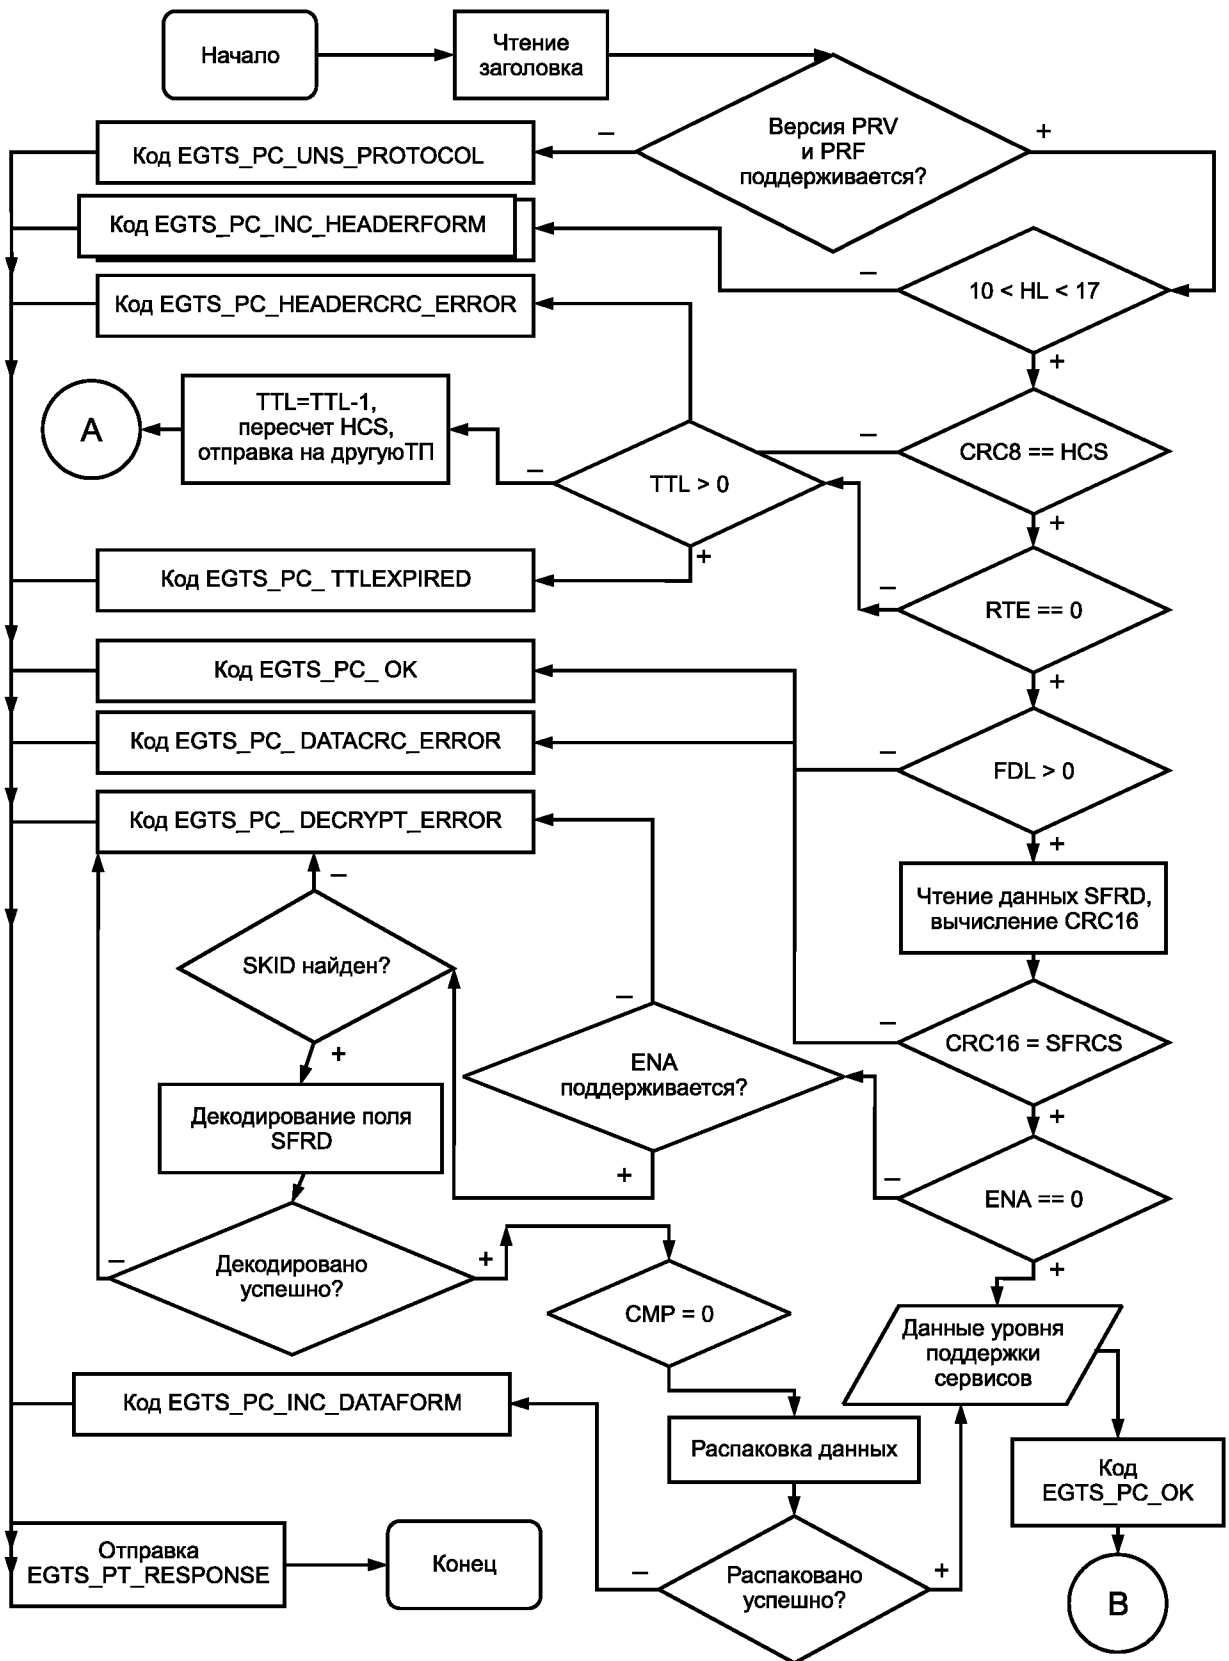 Начало
Чтение
заголовка
Версия PRV
и PRF
поддерживается?
–
+
Код EGTS_PC_UNS_PROTOCOL
Код EGTS_PC_INC_HEADERFORM
–
10 < HL < 17
+
Код EGTS_PC_HEADERCRC_ERROR
A
TTL=TTL-1,
пересчет HCS,
отправка на другуюТП
–
TTL > 0
+
–
CRC8 == HCS
+
Код EGTS_PC_ TTLEXPIRED
–
RTE == 0
+
Код EGTS_PC_ OK
Код EGTS_PC_ DATACRC_ERROR
–
FDL > 0
+
Код EGTS_PC_ DECRYPT_ERROR
–
SKID найден?
+
Чтение данных SFRD,
вычисление CRC16
–
CRC16 = SFRCS
+
–
ENA
поддерживается?
+
Декодирование поля
SFRD
–
ENA == 0
+
–
Декодировано
успешно?
+
CMP = 0
Данные уровня
поддержки
сервисов
Код EGTS_PC_INC_DATAFORM
Распаковка данных
Код
EGTS_PC_OK
Отправка
EGTS_PT_RESPONSE
Конец
–
Распаковано
успешно?
+
B